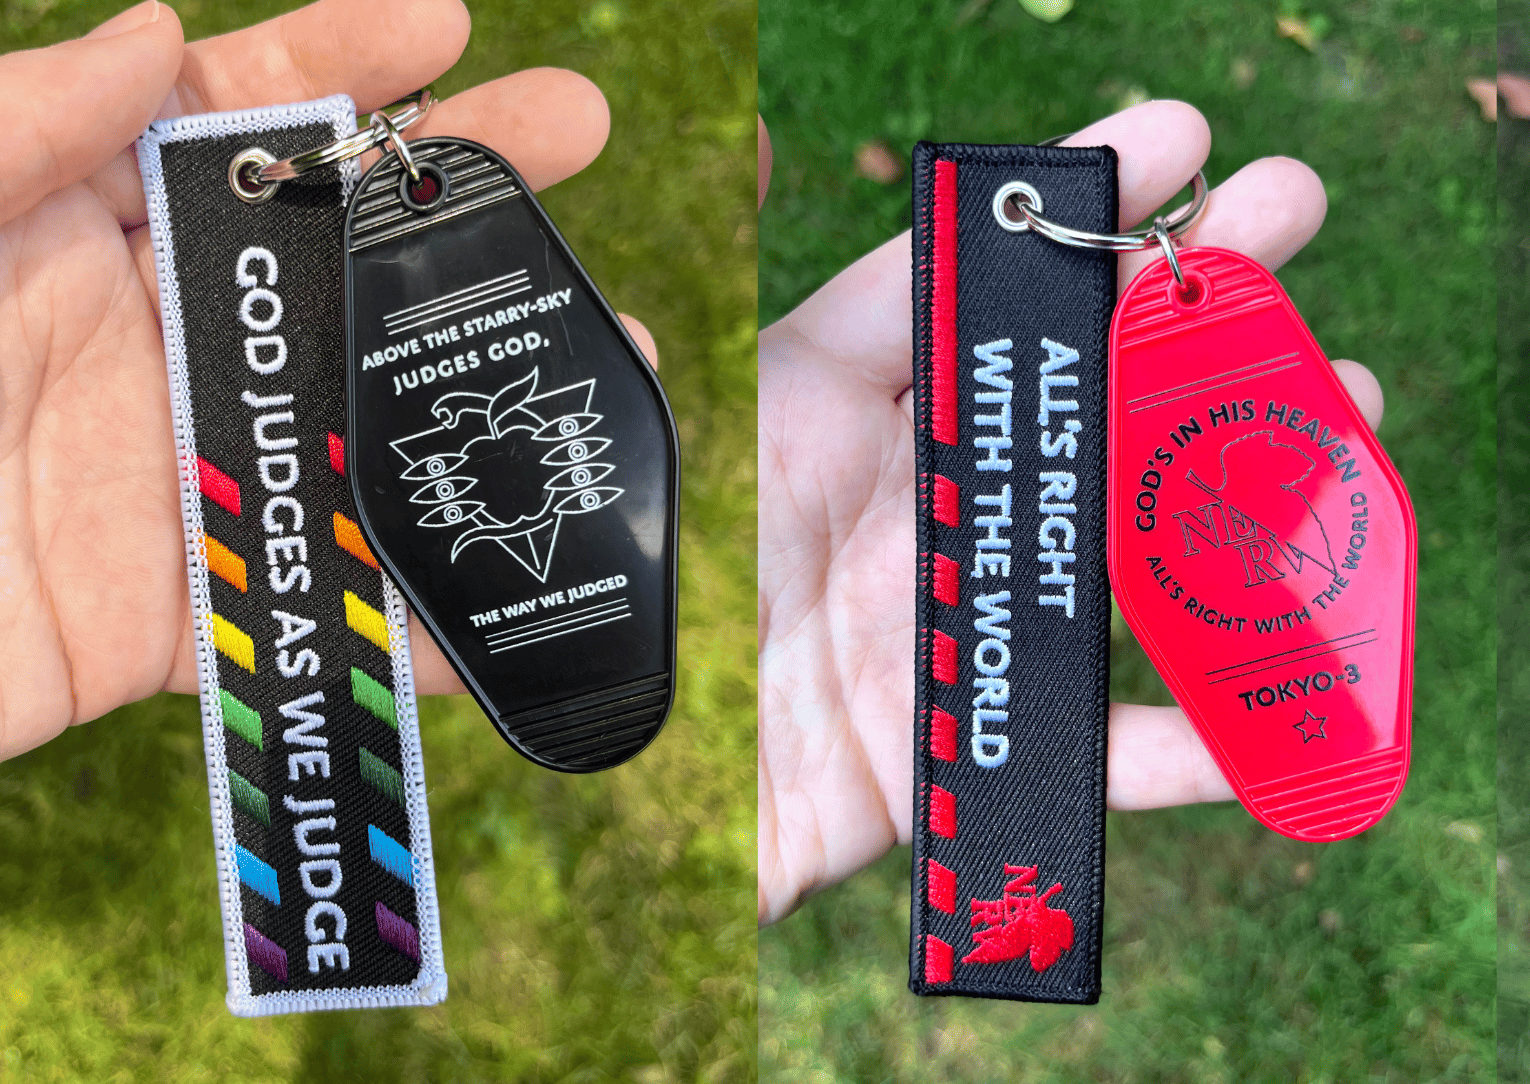 GOD JUDGES AS WE JUDGE
ABOVE THE STARRY-SKY
JUDGES GOD,
THE WAY WE JUDGED
ALL'S RIGHT
WITH THE WORLD
NERV
GOD'S IN HIS HEAVEN
NERV
ALL'S RIGHT WITH THE WORLD
TOKYO-3